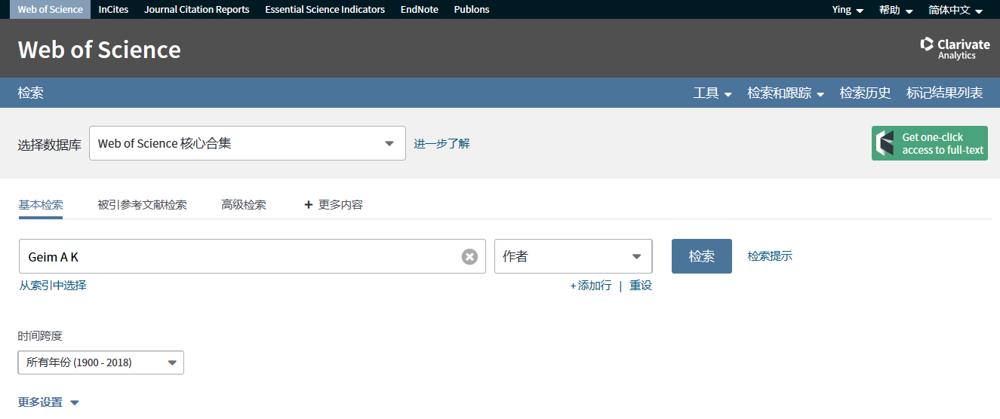 Web of Science InCites Journal Citation Reports Essential Science Indicators EndNote Publons Ying 帮助 简体中文
Web of Science
Clarivate
Analytics
检索 工具 检索和跟踪 检索历史 标记结果列表
选择数据库 Web of Science 核心合集 进一步了解
Get one-click
access to full-text
基本检索 被引参考文献检索 高级检索 + 更多内容
Geim A K 作者 检索 检索提示
从索引中选择 +添加行 | 重设
时间跨度
所有年份 (1900 - 2018)
更多设置